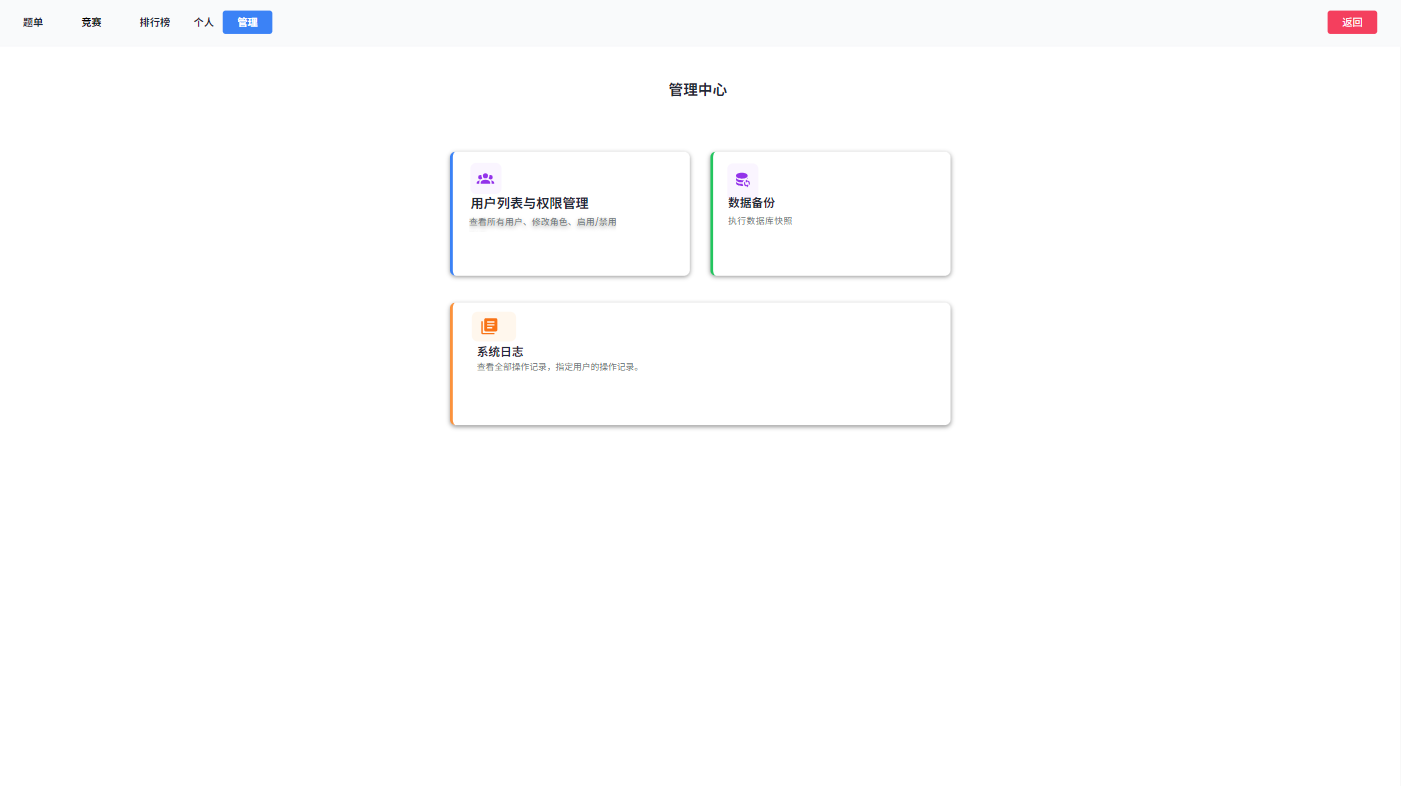 题单 竞赛 排行榜 个人 管理 返回
管理中心
用户列表与权限管理
查看所有用户、修改角色、启用/禁用
数据备份
执行数据库快照
系统日志
查看全部操作记录，指定用户的操作记录。